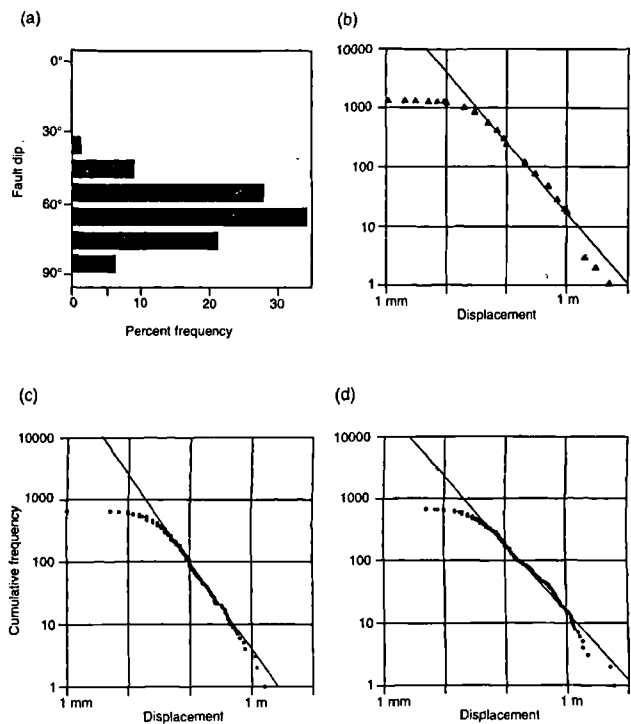 (a)
0°
30°
60°
90°
Fault dip
0
10
20
30
Percent frequency
(b)
10000
1000
100
10
1
1 mm
1 m
Displacement
(c)
10000
1000
100
10
1
Cumulative frequency
1 mm
1 m
Displacement
(d)
10000
1000
100
10
1
1 mm
1 m
Displacement